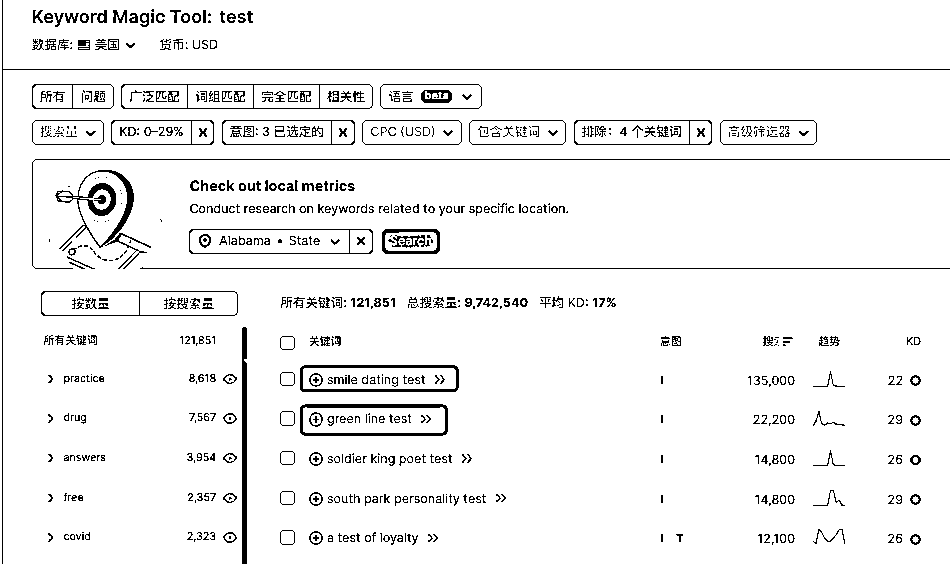 Keyword Magic Tool: test
数据库: 美国 货币: USD
所有 问题 广泛匹配 词组匹配 完全匹配 相关性 语言 beta
搜索量 KD: 0-29% 意图: 3 已选定的 CPC (USD) 包含关键词 排除: 4 个关键词 高级筛选器
Check out local metrics
Conduct research on keywords related to your specific location.
Alabama • State Search
按数量 按搜索量 所有关键词: 121,851 总搜索量: 9,742,540 平均 KD: 17%
所有关键词 121,851 关键词 意图 搜 趋势 KD
practice 8,618 smile dating test I 135,000 22
drug 7,567 green line test I 22,200 29
answers 3,954 soldier king poet test I 14,800 26
free 2,357 south park personality test I 14,800 29
covid 2,323 a test of loyalty I T 12,100 26